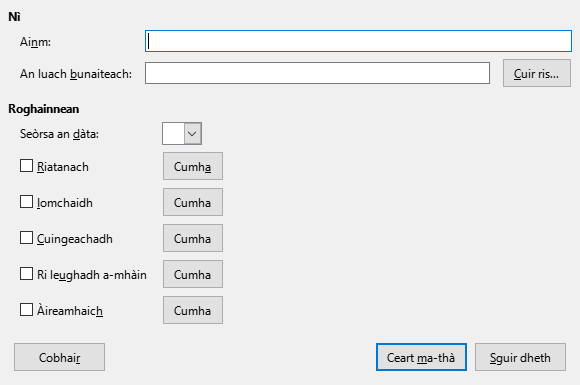 Nì
Ainm:
An luach bunaiteach:
Cuir ris...
Roghainnean
Seòrsa an dàta:
Riatanach
Cumha
Iomchaidh
Cumha
Cuingeachadh
Cumha
Ri leughadh a-mhàin
Cumha
Àireamhaich
Cumha
Cobhair
Ceart ma-thà
Sguir dheth